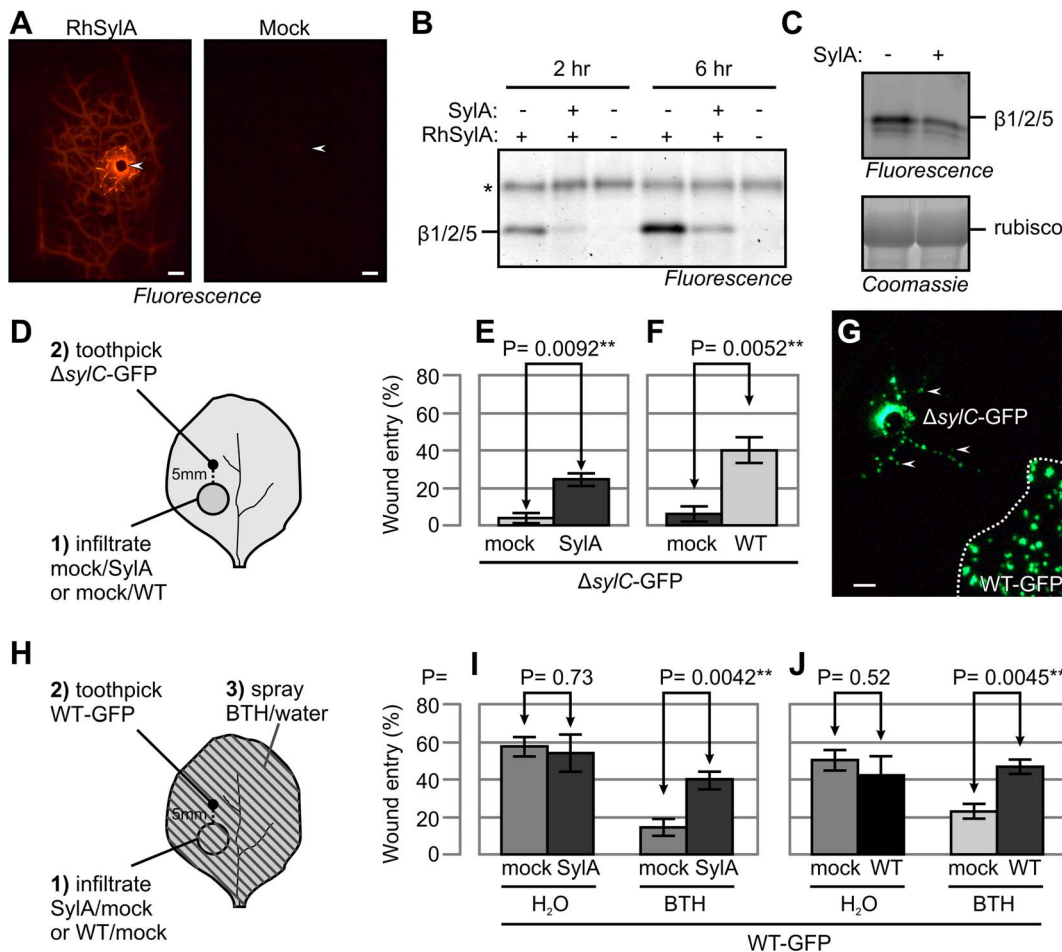 A
RhSylA
Mock
Fluorescence
B
2 hr
6 hr
SylA:
-
+
-
-
+
-
RhSylA:
+
+
-
+
+
-
*
β1/2/5
Fluorescence
C
SylA:
-
+
β1/2/5
Fluorescence
rubisco
Coomassie
D
2) toothpick
ΔsylC-GFP
5mm
1) infiltrate
mock/SylA
or mock/WT
E
P= 0.0092**
F
P= 0.0052**
Wound entry (%)
80
60
40
20
0
mock
SylA
mock
WT
ΔsylC-GFP
G
ΔsylC-GFP
WT-GFP
H
2) toothpick
WT-GFP
3) spray
BTH/water
5mm
1) infiltrate
SylA/mock
or WT/mock
P=
I
P= 0.73
P= 0.0042**
J
P= 0.52
P= 0.0045**
Wound entry (%)
80
60
40
20
0
mock SylA
mock SylA
mock WT
mock WT
H₂O
BTH
H₂O
BTH
WT-GFP